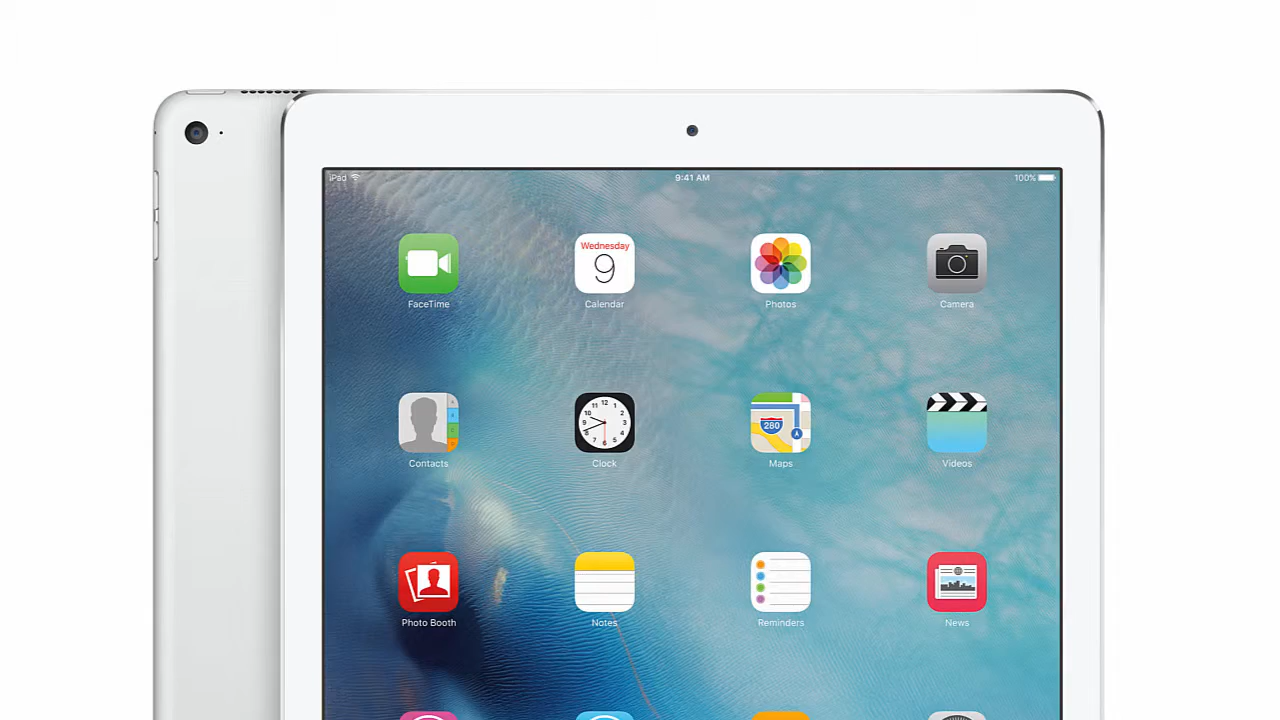 iPad 9:41 AM 100%
Wednesday
9
FaceTime Calendar Photos Camera
280
Contacts Clock Maps Videos
Photo Booth Notes Reminders News